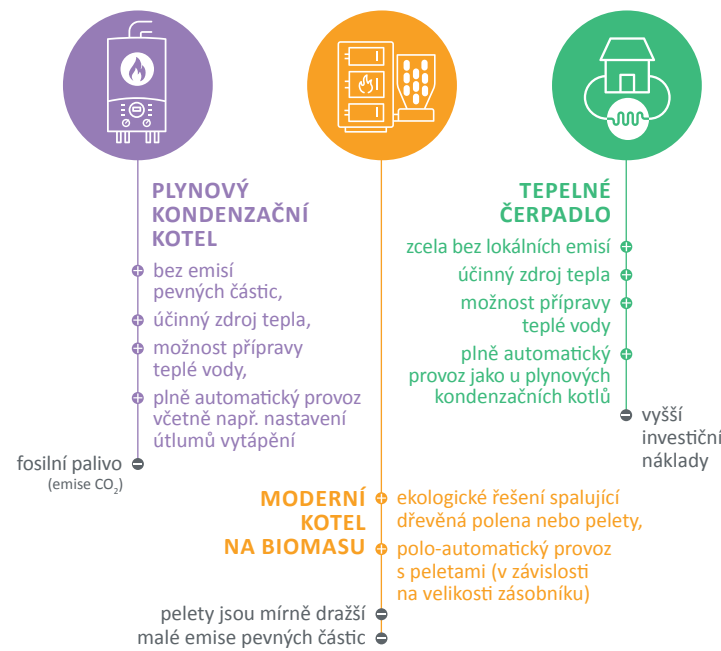 PLYNOVÝ
KONDENZAČNÍ
KOTEL
bez emisí
pevných částic,
účinný zdroj tepla,
možnost přípravy
teplé vody,
plně automatický provoz
včetně např. nastavení
útlumů vytápění
fosilní palivo
(emise CO₂)
TEPELNÉ
ČERPADLO
zcela bez lokálních emisí
účinný zdroj tepla
možnost přípravy
teplé vody
plně automatický
provoz jako u plynových
kondenzačních kotlů
vyšší
investiční
náklady
MODERNÍ
KOTEL
NA BIOMASU
ekologické řešení spalující
dřevěná polena nebo pelety,
polo-automatický provoz
s peletami (v závislosti
na velikosti zásobníku)
pelety jsou mírně dražší
malé emise pevných částic